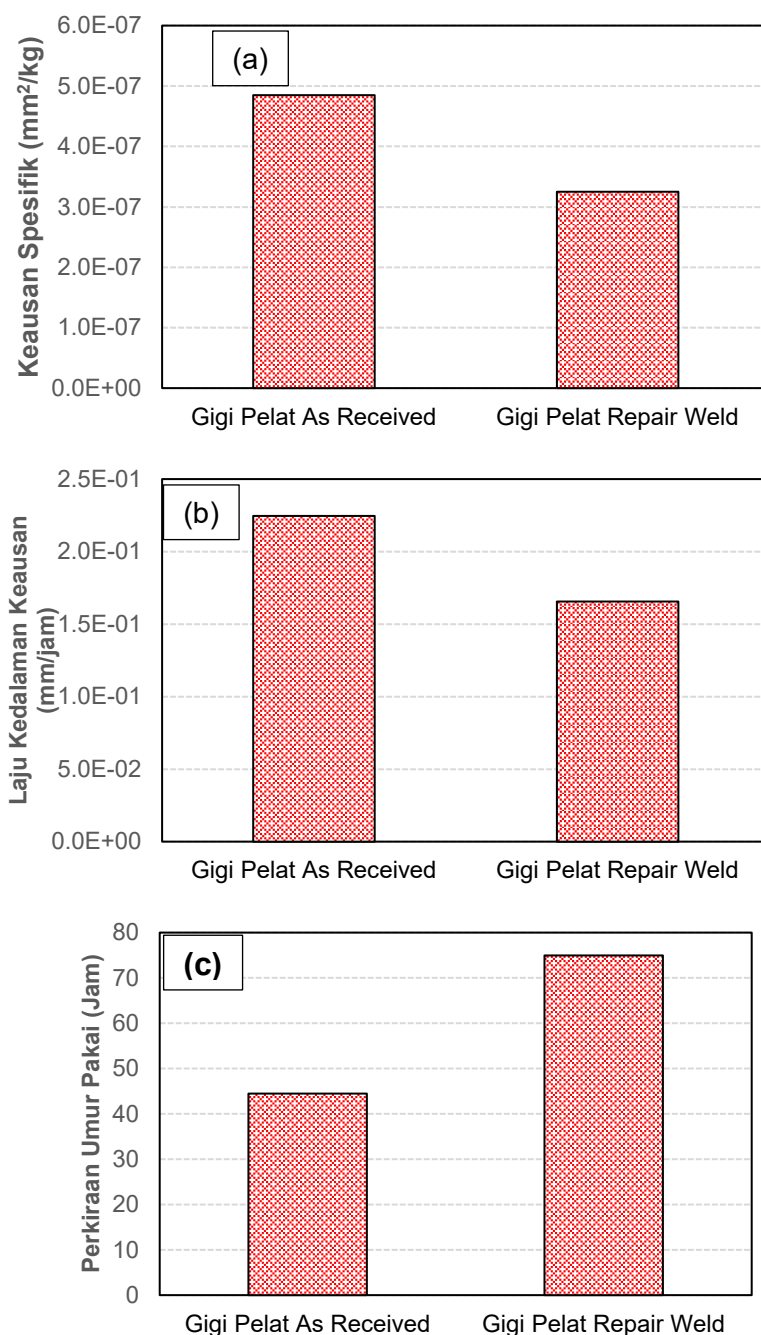 (a)
Keausan Spesifik (mm²/kg)
6.0E-07
5.0E-07
4.0E-07
3.0E-07
2.0E-07
1.0E-07
0.0E+00
Gigi Pelat As Received
Gigi Pelat Repair Weld
(b)
Laju Kedalaman Keausan
(mm/jam)
2.5E-01
2.0E-01
1.5E-01
1.0E-01
5.0E-02
0.0E+00
Gigi Pelat As Received
Gigi Pelat Repair Weld
(c)
Perkiraan Umur Pakai (Jam)
80
70
60
50
40
30
20
10
0
Gigi Pelat As Received
Gigi Pelat Repair Weld